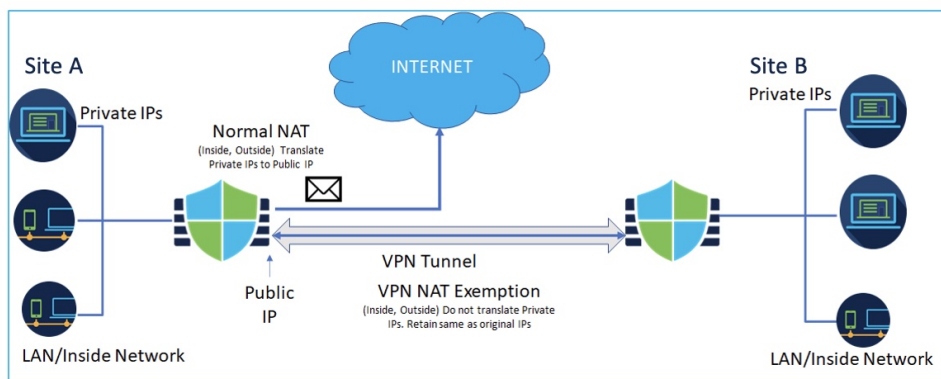 INTERNET
Site A
Private IPs
Normal NAT
(Inside, Outside) Translate
Private IPs to Public IP
Site B
Private IPs
VPN Tunnel
Public
IP
VPN NAT Exemption
(Inside, Outside) Do not translate Private
IPs. Retain same as original IPs
LAN/Inside Network
LAN/Inside Network